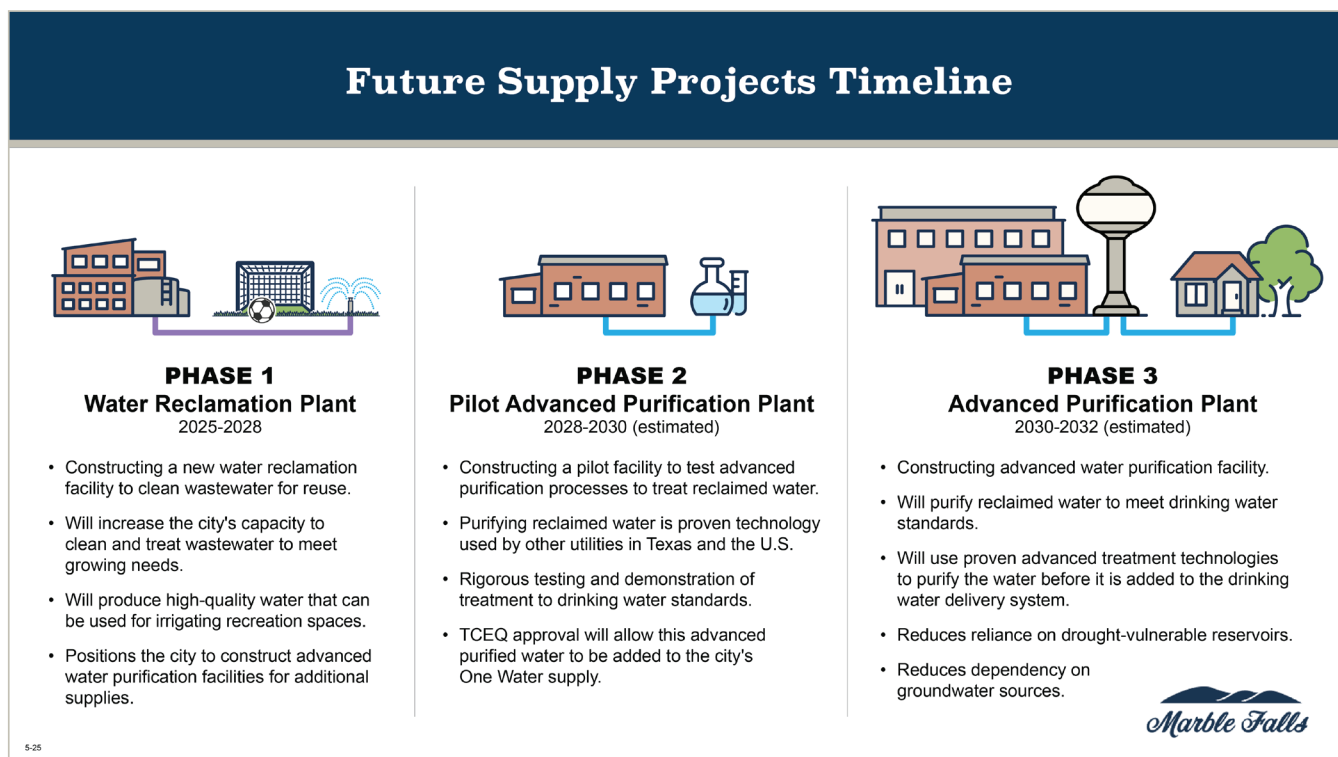 Future Supply Projects Timeline
PHASE 1
Water Reclamation Plant
2025-2028
• Constructing a new water reclamation
facility to clean wastewater for reuse.
• Will increase the city's capacity to
clean and treat wastewater to meet
growing needs.
• Will produce high-quality water that can
be used for irrigating recreation spaces.
• Positions the city to construct advanced
water purification facilities for additional
supplies.
PHASE 2
Pilot Advanced Purification Plant
2028-2030 (estimated)
• Constructing a pilot facility to test advanced
purification processes to treat reclaimed water.
• Purifying reclaimed water is proven technology
used by other utilities in Texas and the U.S.
• Rigorous testing and demonstration of
treatment to drinking water standards.
• TCEQ approval will allow this advanced
purified water to be added to the city's
One Water supply.
PHASE 3
Advanced Purification Plant
2030-2032 (estimated)
• Constructing advanced water purification facility.
• Will purify reclaimed water to meet drinking water
standards.
• Will use proven advanced treatment technologies
to purify the water before it is added to the drinking
water delivery system.
• Reduces reliance on drought-vulnerable reservoirs.
• Reduces dependency on
groundwater sources.
Marble Falls
5-25